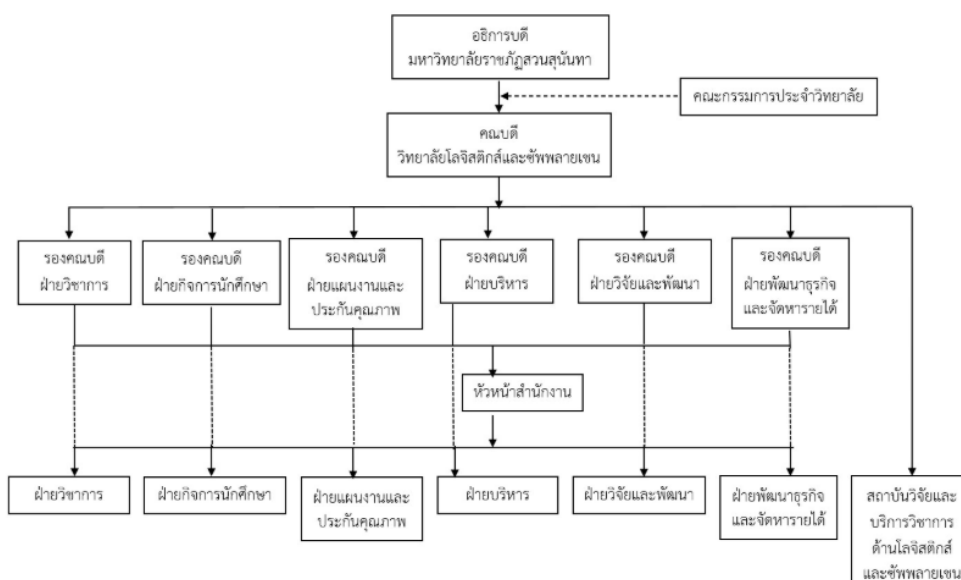 อธิการบดี
มหาวิทยาลัยราชภัฏสวนสุนันทา
คณะกรรมการประจำวิทยาลัย
คณบดี
วิทยาลัยโลจิสติกส์และซัพพลายเชน
รองคณบดี
ฝ่ายวิชาการ
รองคณบดี
ฝ่ายกิจการนักศึกษา
รองคณบดี
ฝ่ายแผนงานและ
ประกันคุณภาพ
รองคณบดี
ฝ่ายบริหาร
รองคณบดี
ฝ่ายวิจัยและพัฒนา
รองคณบดี
ฝ่ายพัฒนาธุรกิจ
และจัดหารายได้
หัวหน้าสำนักงาน
ฝ่ายวิชาการ
ฝ่ายกิจการนักศึกษา
ฝ่ายแผนงานและ
ประกันคุณภาพ
ฝ่ายบริหาร
ฝ่ายวิจัยและพัฒนา
ฝ่ายพัฒนาธุรกิจ
และจัดหารายได้
สถาบันวิจัยและ
บริการวิชาการ
ด้านโลจิสติกส์
และซัพพลายเชน